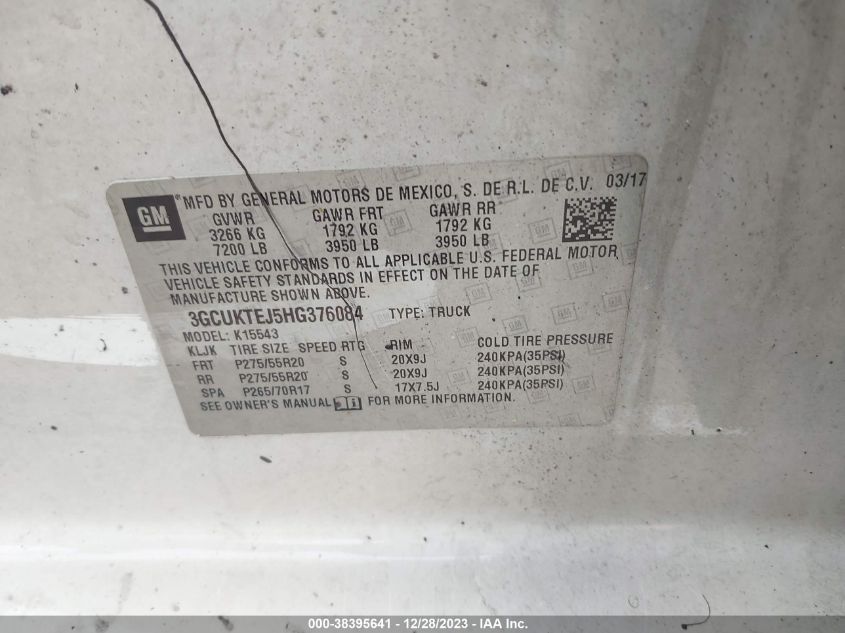 GM
® MFD BY GENERAL MOTORS DE MEXICO, S. DE R.L. DE C.V. 03/17
GVWR GAWR FRT GAWR RR
3266 KG 1792 KG 1792 KG
7200 LB 3950 LB 3950 LB
THIS VEHICLE CONFORMS TO ALL APPLICABLE U.S. FEDERAL MOTOR
VEHICLE SAFETY STANDARDS IN EFFECT ON THE DATE OF
MANUFACTURE SHOWN ABOVE.
3GCUKTEJ5HG376084 TYPE: TRUCK
MODEL: K15543
KLJK TIRE SIZE SPEED RTG RIM COLD TIRE PRESSURE
FRT P275/55R20 S 20X9J 240KPA(35PSI)
RR P275/55R20 S 20X9J 240KPA(35PSI)
SPA P265/70R17 S 17X7.5J 240KPA(35PSI)
SEE OWNER'S MANUAL FOR MORE INFORMATION.
000-38395641 - 12/28/2023 - IAA Inc.